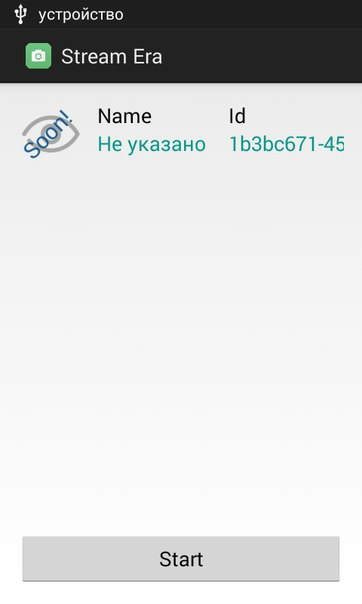 устройство
Stream Era
Soon!
Name
Id
Не указано
1b3bc671-45
Start